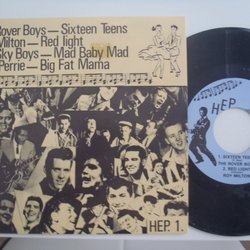 Rover Boys — Sixteen Teens
Milton — Red light
ky Boys — Mad Baby Mad
Perrie — Big Fat Mama
HEP. 1.
HEP
1. SIXTEEN TEE
THE ROVER BO
2. RED LIGHT
ROY MILTON